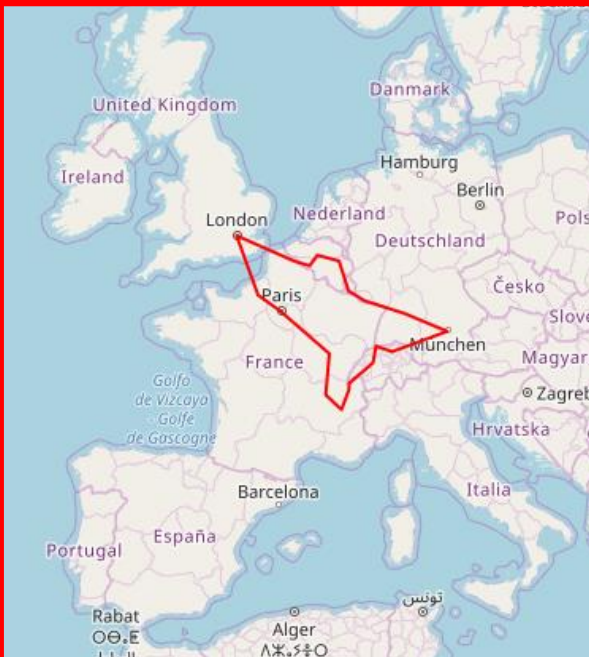 Danmark
United Kingdom
Hamburg
Ireland
Berlin
London
Nederland
Pols
Deutschland
Česko
Paris
Slove
München
France
Magyar
Golfo
de Vizcaya
- Golfe
de Gascogne
Zagreb
Hrvatska
Italia
Barcelona
España
Portugal
Rabat
ⵔⴱⴰⵟ
Alger
تونس